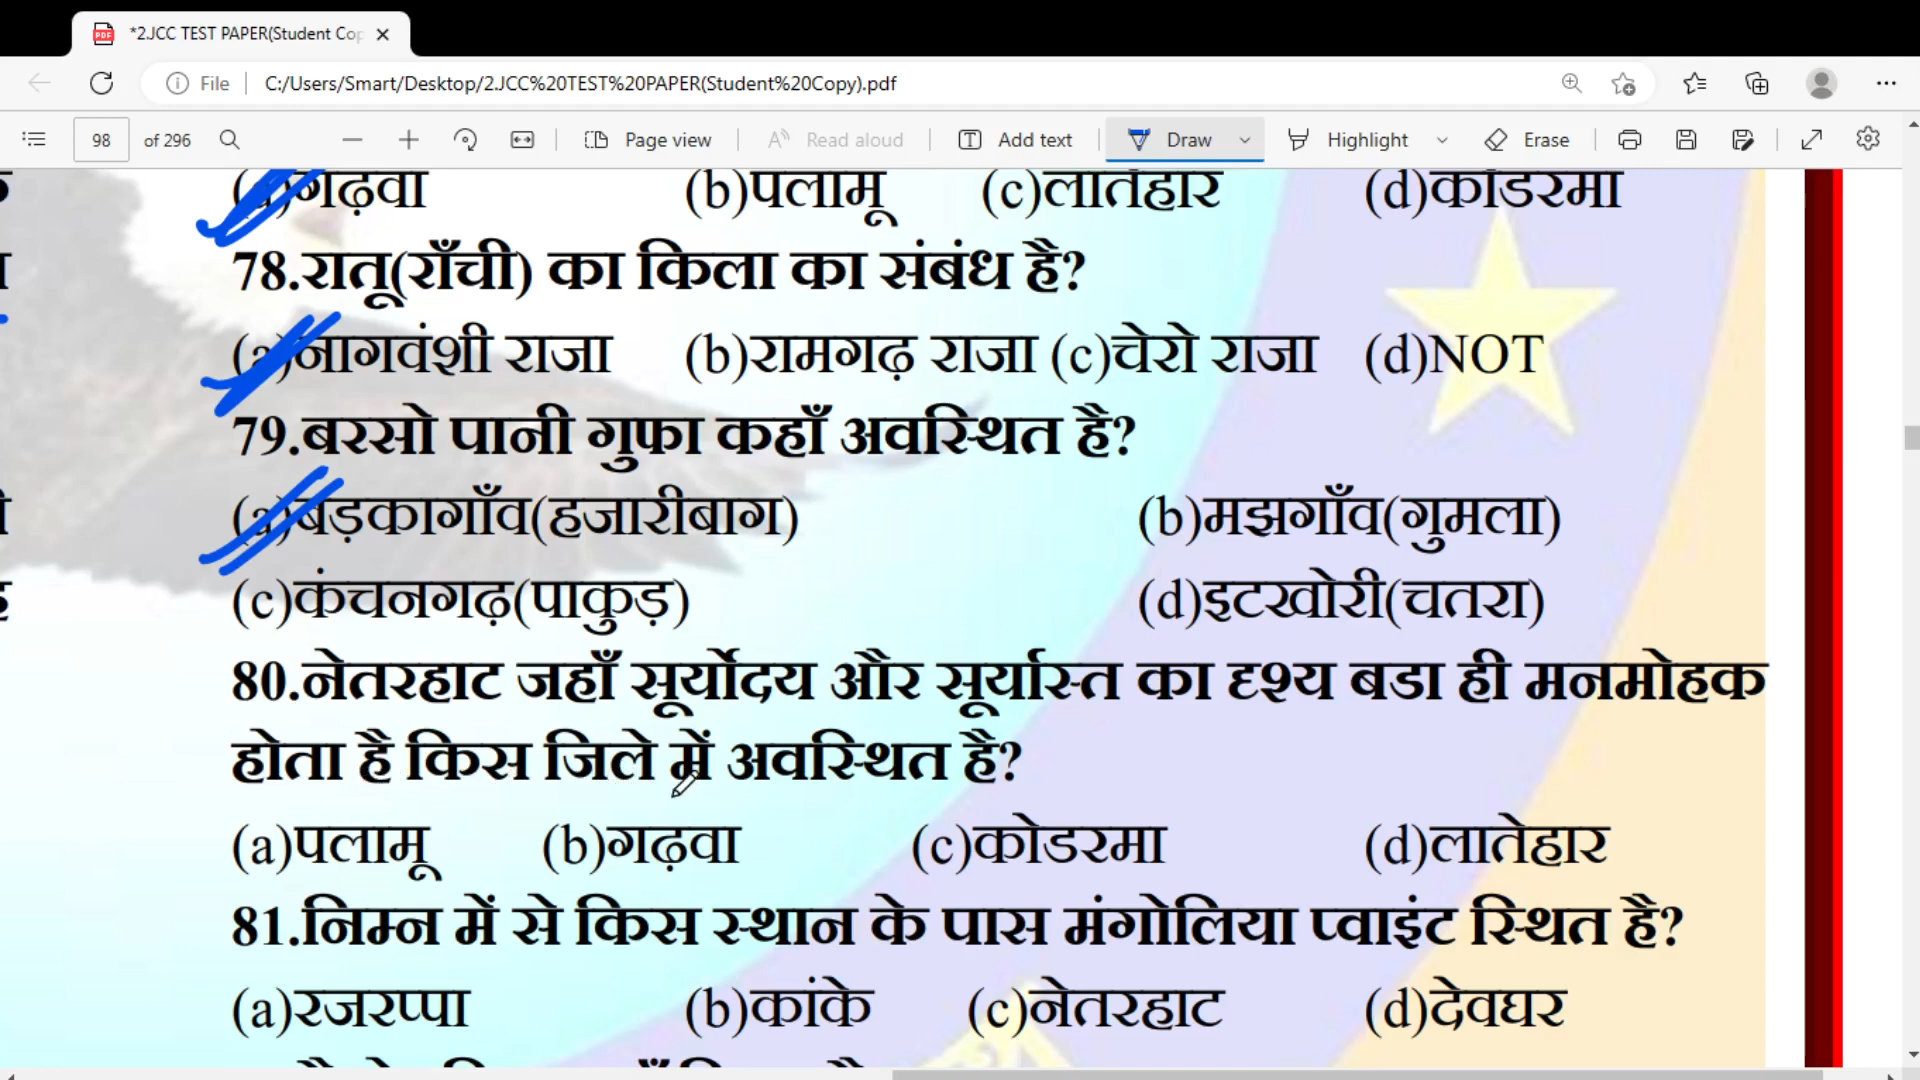 *2.JCC TEST PAPER(Student Cop
File C:/Users/Smart/Desktop/2.JCC%20TEST%20PAPER(Student%20Copy).pdf
98 of 296 Page view Read aloud Add text Draw Highlight Erase
(a)गढ़वा (b)पलामू (c)लातेहार (d)कोडरमा
78.रातू(राँची) का किला का संबंध है?
(a)नागवंशी राजा (b)रामगढ़ राजा (c)चेरो राजा (d)NOT
79.बरसो पानी गुफा कहाँ अवस्थित है?
(a)बड़कागाँव(हजारीबाग) (b)मझगाँव(गुमला)
(c)कंचनगढ़(पाकुड़) (d)इटखोरी(चतरा)
80.नेतरहाट जहाँ सूर्योदय और सूर्यास्त का दृश्य बडा ही मनमोहक
होता है किस जिले में अवस्थित है?
(a)पलामू (b)गढ़वा (c)कोडरमा (d)लातेहार
81.निम्न में से किस स्थान के पास मंगोलिया प्वाइंट स्थित है?
(a)रजरप्पा (b)कांके (c)नेतरहाट (d)देवघर